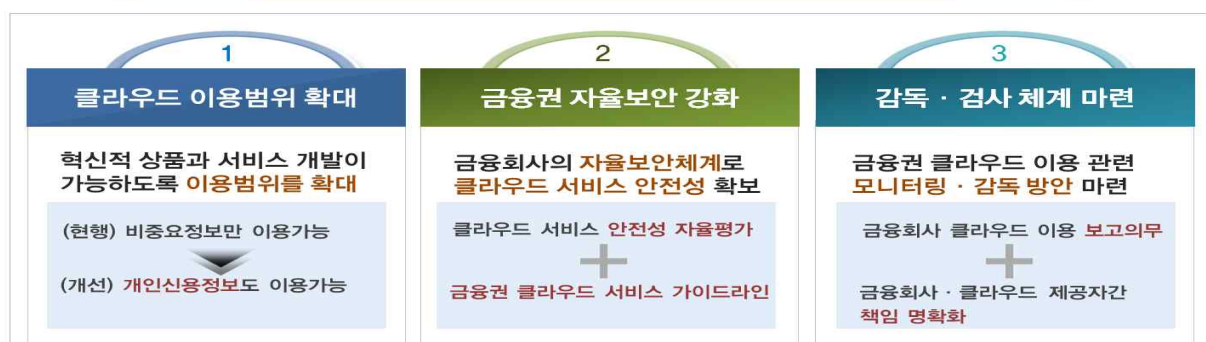 1
클라우드 이용범위 확대
혁신적 상품과 서비스 개발이
가능하도록 이용범위를 확대
(현행) 비중요정보만 이용가능
(개선) 개인신용정보도 이용가능
2
금융권 자율보안 강화
금융회사의 자율보안체계로
클라우드 서비스 안전성 확보
클라우드 서비스 안전성 자율평가
금융권 클라우드 서비스 가이드라인
3
감독 · 검사 체계 마련
금융권 클라우드 이용 관련
모니터링 · 감독 방안 마련
금융회사 클라우드 이용 보고의무
금융회사 · 클라우드 제공자간
책임 명확화